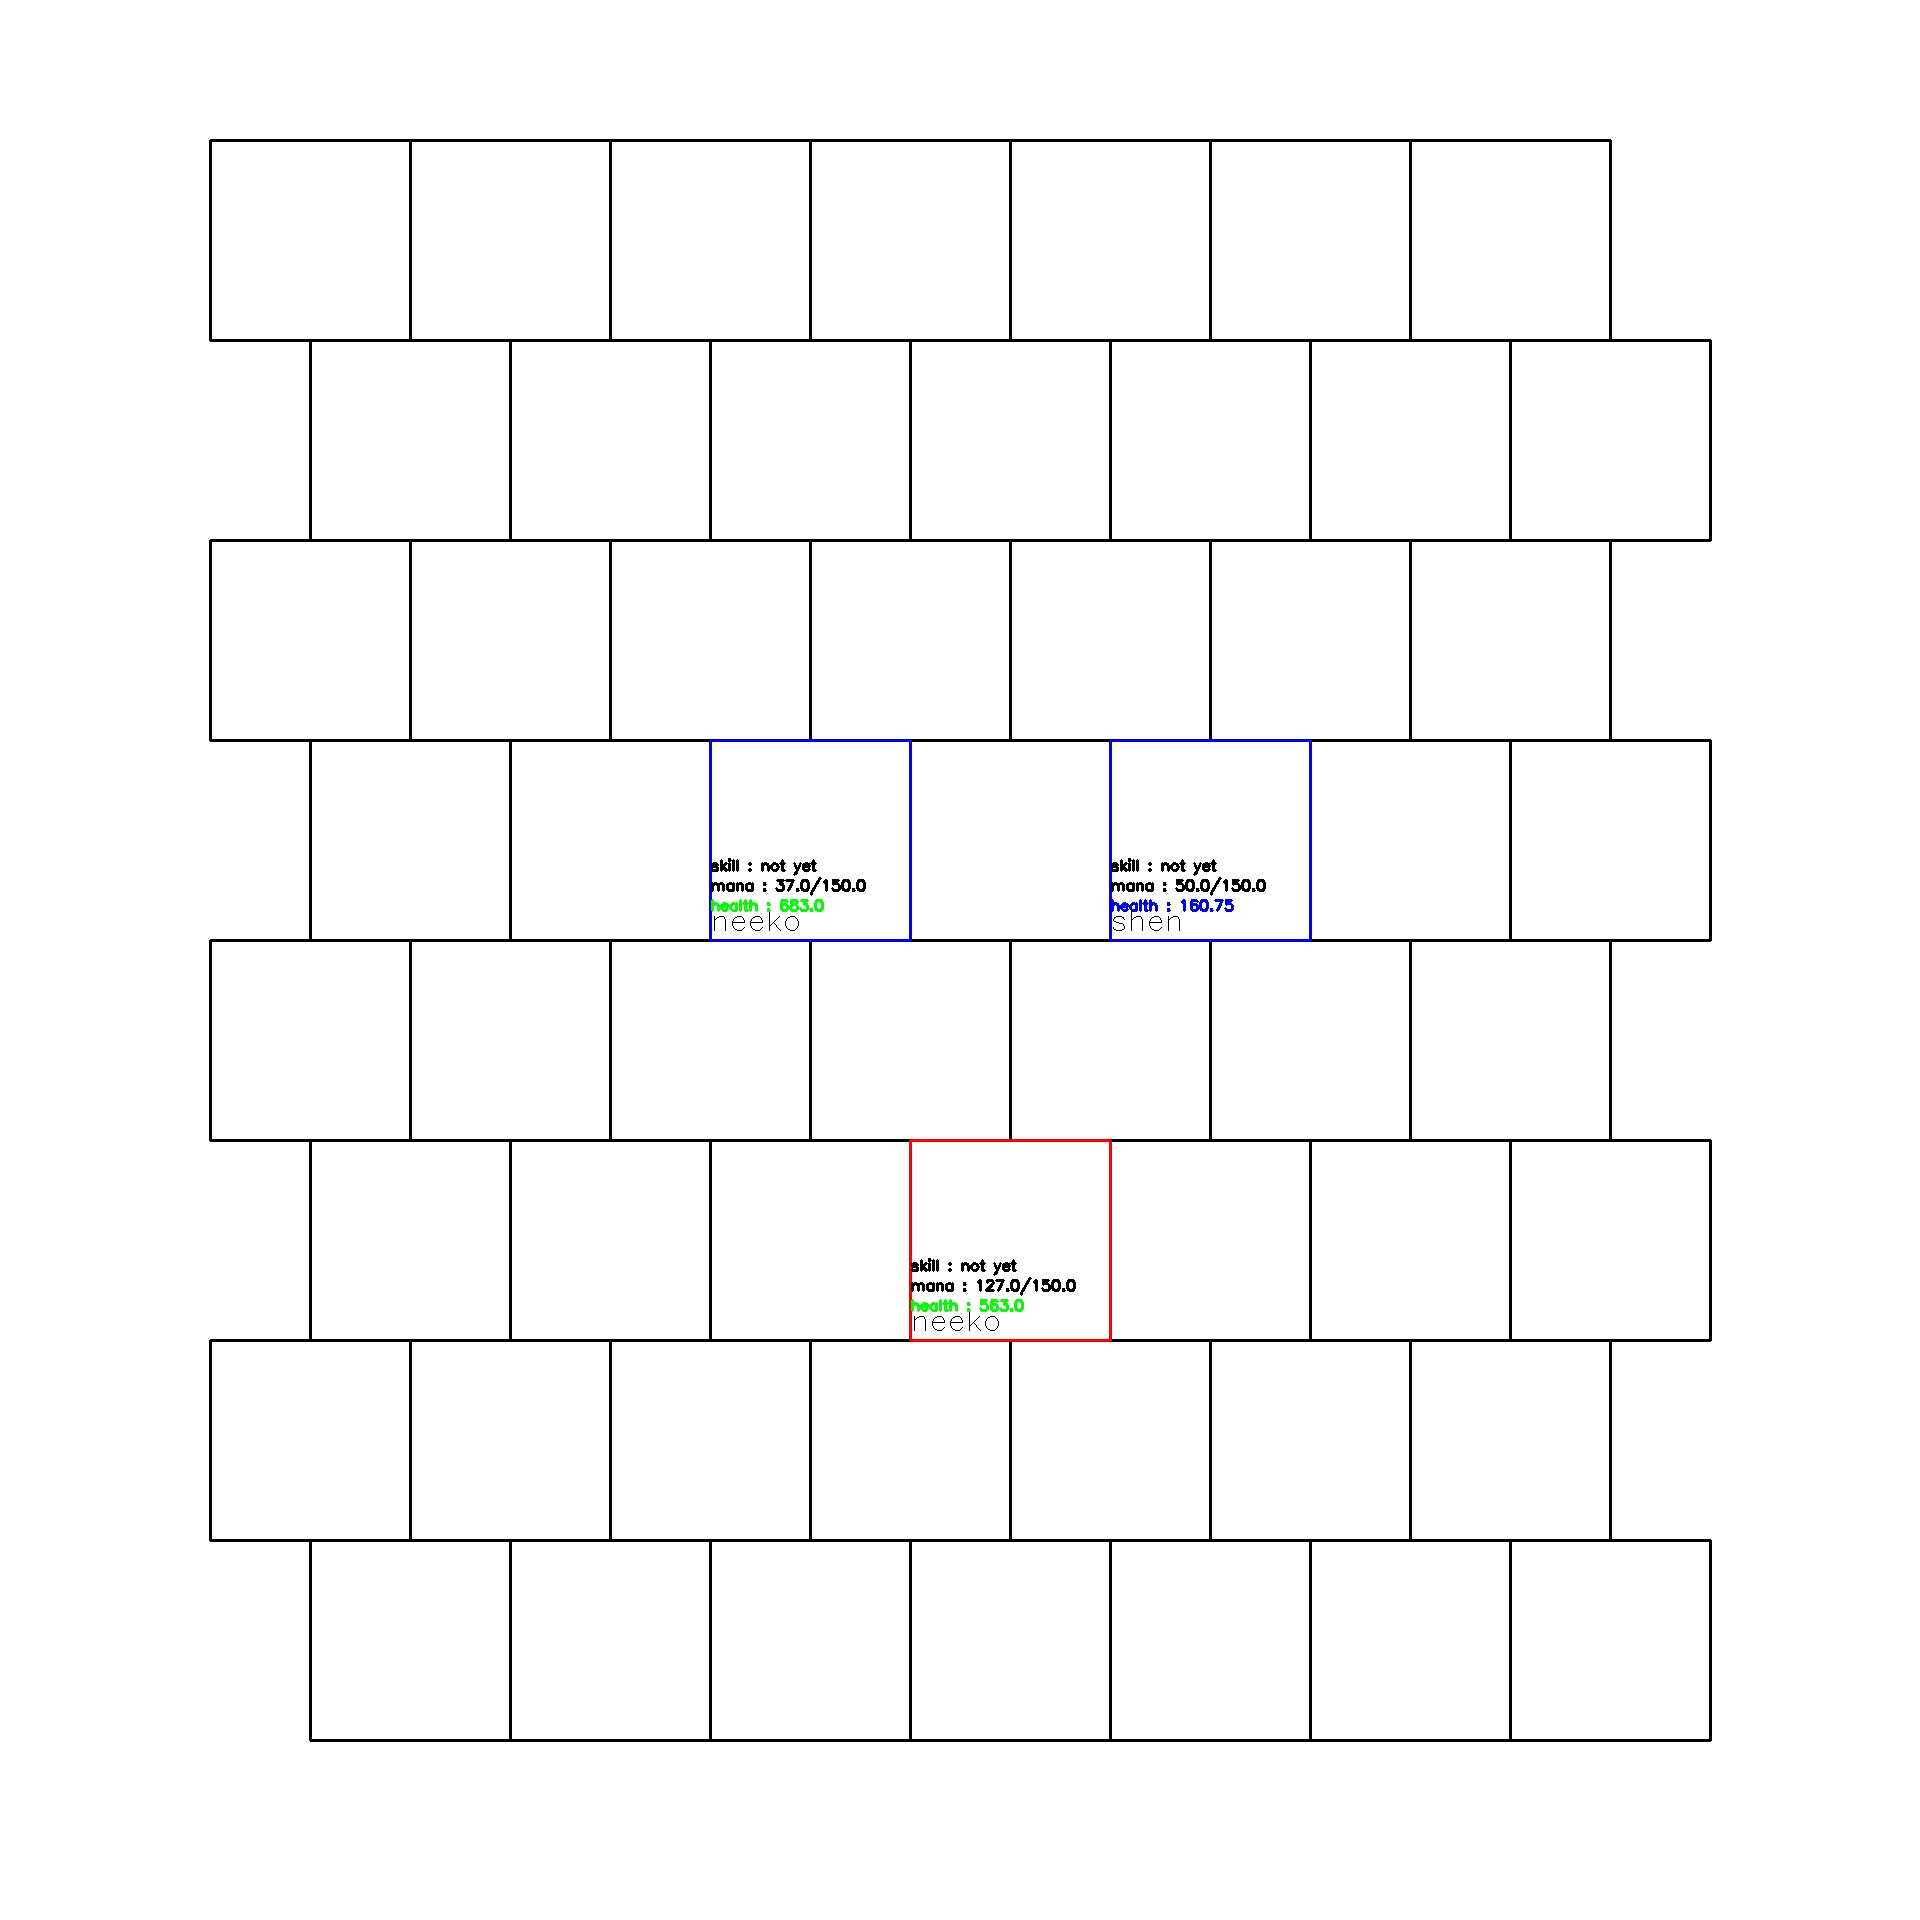 skill : not yet
mana : 37.0/150.0
health : 683.0
neeko
skill : not yet
mana : 50.0/150.0
health : 160.75
shen
skill : not yet
mana : 127.0/150.0
health : 563.0
neeko